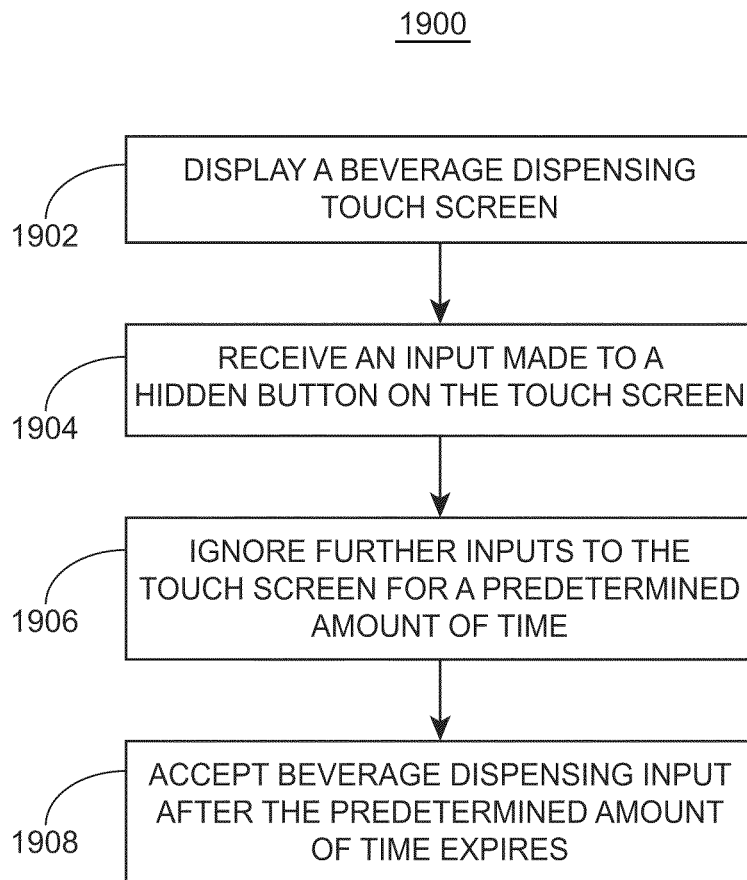 1900
DISPLAY A BEVERAGE DISPENSING
TOUCH SCREEN
1902
RECEIVE AN INPUT MADE TO A
HIDDEN BUTTON ON THE TOUCH SCREEN
1904
IGNORE FURTHER INPUTS TO THE
TOUCH SCREEN FOR A PREDETERMINED
AMOUNT OF TIME
1906
ACCEPT BEVERAGE DISPENSING INPUT
AFTER THE PREDETERMINED AMOUNT
OF TIME EXPIRES
1908